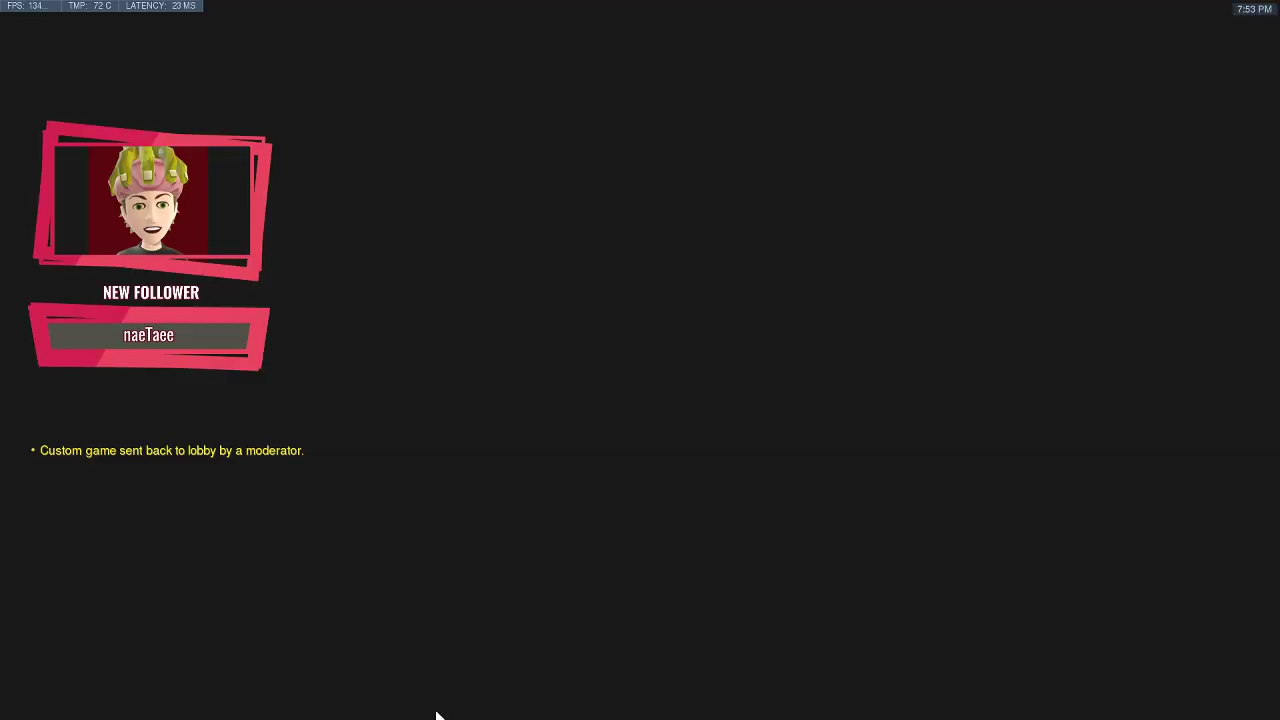 FPS: 134... TMP: 72 C LATENCY: 23 MS
7:53 PM
NEW FOLLOWER
naeTaee
• Custom game sent back to lobby by a moderator.